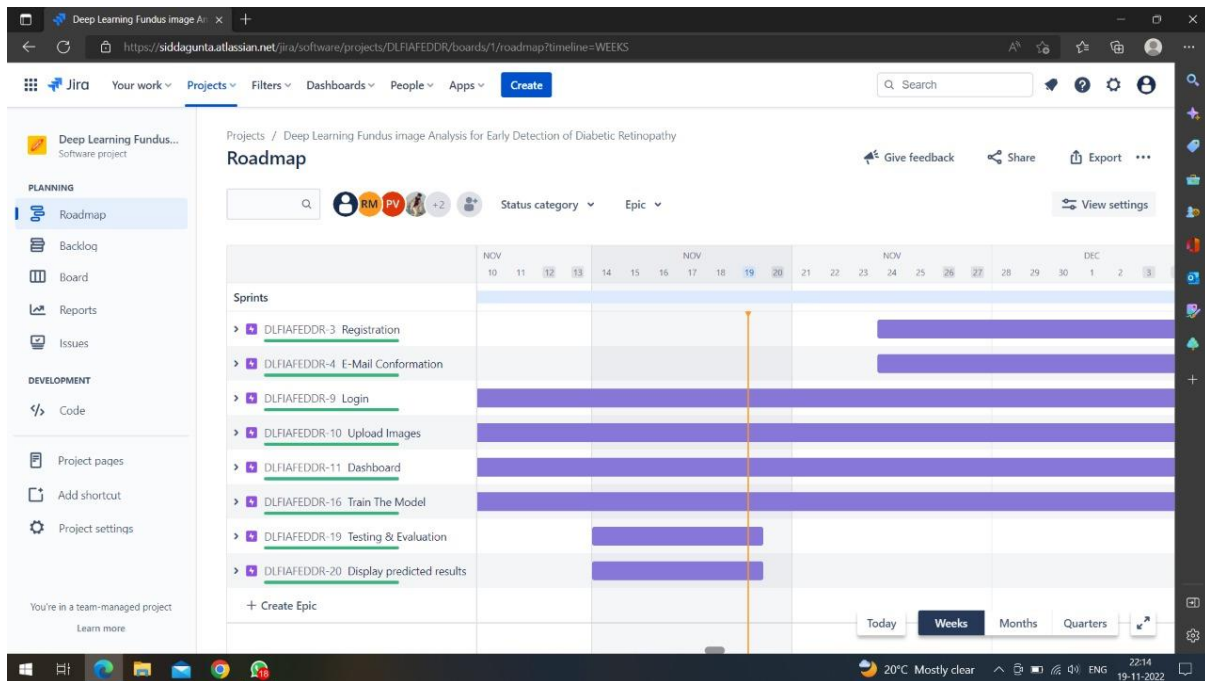 Deep Learning Fundus image An
https://siddagunta.atlassian.net/jira/software/projects/DLFIAFEDDR/boards/1/roadmap?timeline=WEEKS
Jira Your work Projects Filters Dashboards People Apps Create Search
Deep Learning Fundus...
Software project
PLANNING
Roadmap
Backlog
Board
Reports
Issues
DEVELOPMENT
Code
Project pages
Add shortcut
Project settings
You're in a team-managed project
Learn more
Projects / Deep Learning Fundus image Analysis for Early Detection of Diabetic Retinopathy
Roadmap
Give feedback Share Export
RM PV +2 Status category Epic View settings
NOV NOV NOV DEC
10 11 12 13 14 15 16 17 18 19 20 21 22 23 24 25 26 27 28 29 30 1 2 3
Sprints
DLFIAFEDDR-3 Registration
DLFIAFEDDR-4 E-Mail Conformation
DLFIAFEDDR-9 Login
DLFIAFEDDR-10 Upload Images
DLFIAFEDDR-11 Dashboard
DLFIAFEDDR-16 Train The Model
DLFIAFEDDR-19 Testing & Evaluation
DLFIAFEDDR-20 Display predicted results
+ Create Epic
Today Weeks Months Quarters
20°C Mostly clear ENG 22:14
19-11-2022